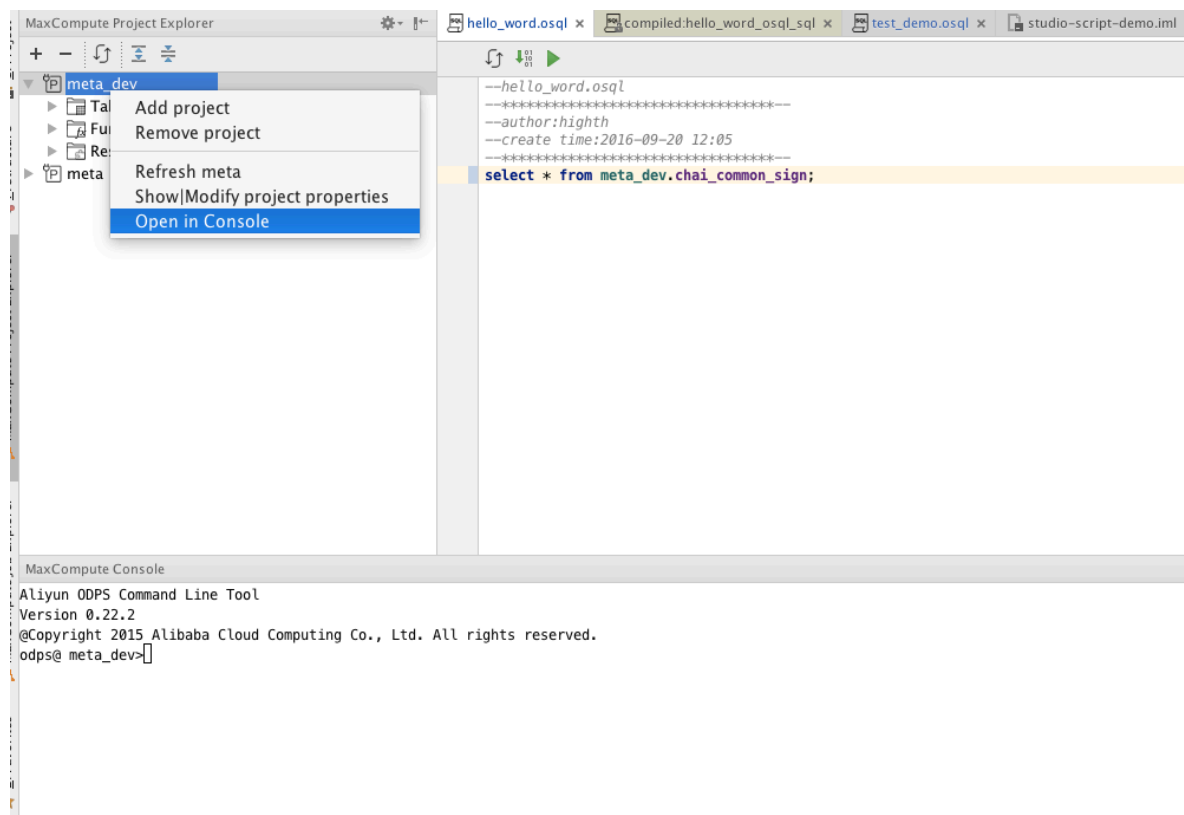 MaxCompute Project Explorer
hello_word.osql
compiled:hello_word_osql_sql
test_demo.osql
studio-script-demo.iml
meta_dev
Tal
Fun
Res
meta
Add project
Remove project
Refresh meta
Show|Modify project properties
Open in Console
--hello_word.osql
--*********************************--
--author:highth
--create time:2016-09-20 12:05
--*********************************--
select * from meta_dev.chai_common_sign;
MaxCompute Console
Aliyun ODPS Command Line Tool
Version 0.22.2
@Copyright 2015 Alibaba Cloud Computing Co., Ltd. All rights reserved.
odps@ meta_dev>